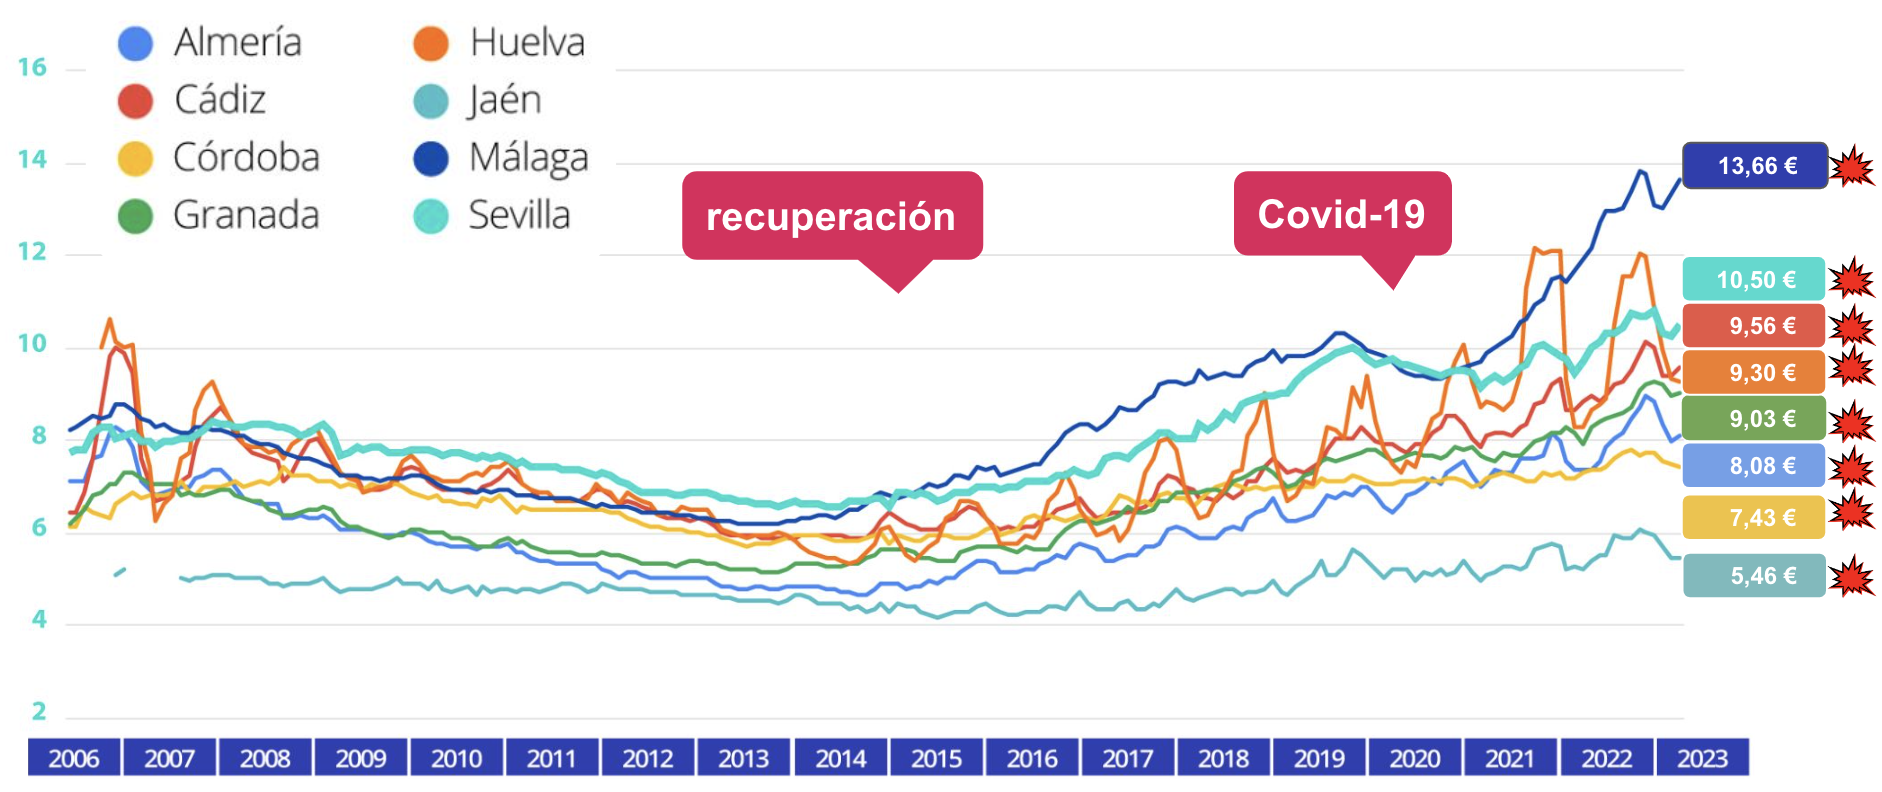 Almería
Huelva
Cádiz
Jaén
Córdoba
Málaga
Granada
Sevilla
16
14
12
10
8
6
4
2
recuperación
Covid-19
13,66 €
10,50 €
9,56 €
9,30 €
9,03 €
8,08 €
7,43 €
5,46 €
2006 2007 2008 2009 2010 2011 2012 2013 2014 2015 2016 2017 2018 2019 2020 2021 2022 2023